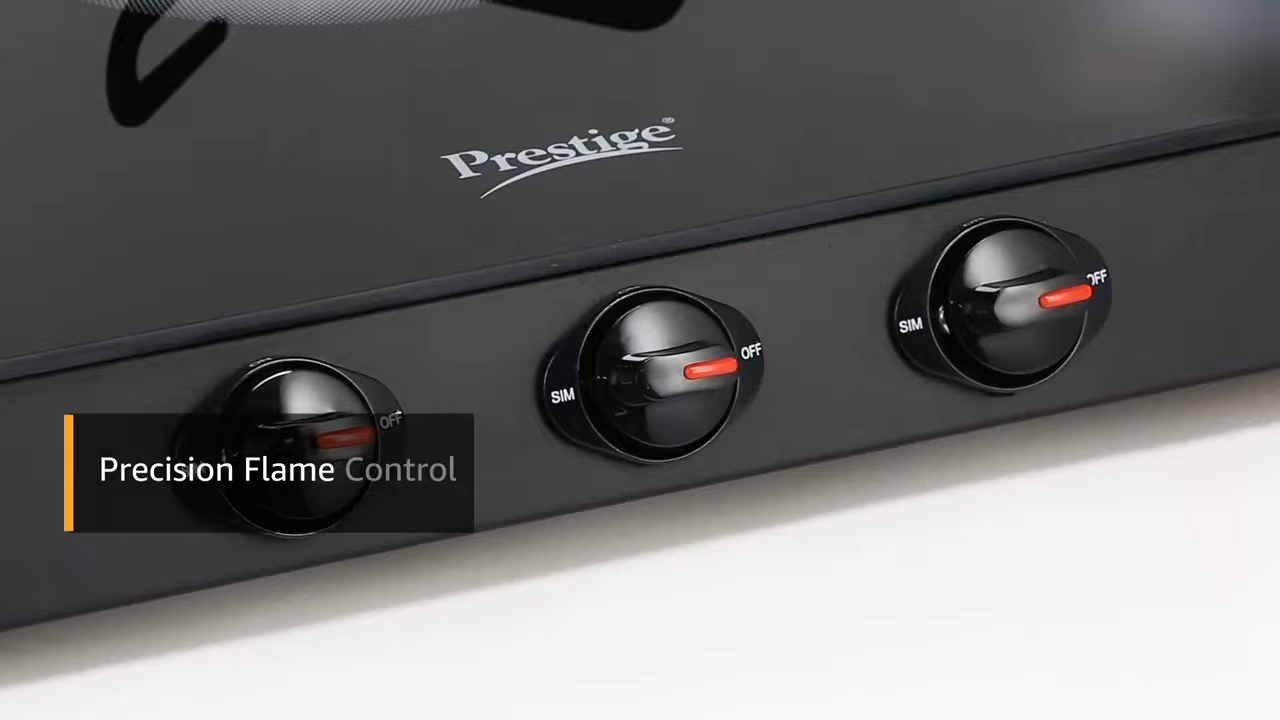 Prestige®
OFF
SIM
OFF
SIM
OFF
Precision Flame Control